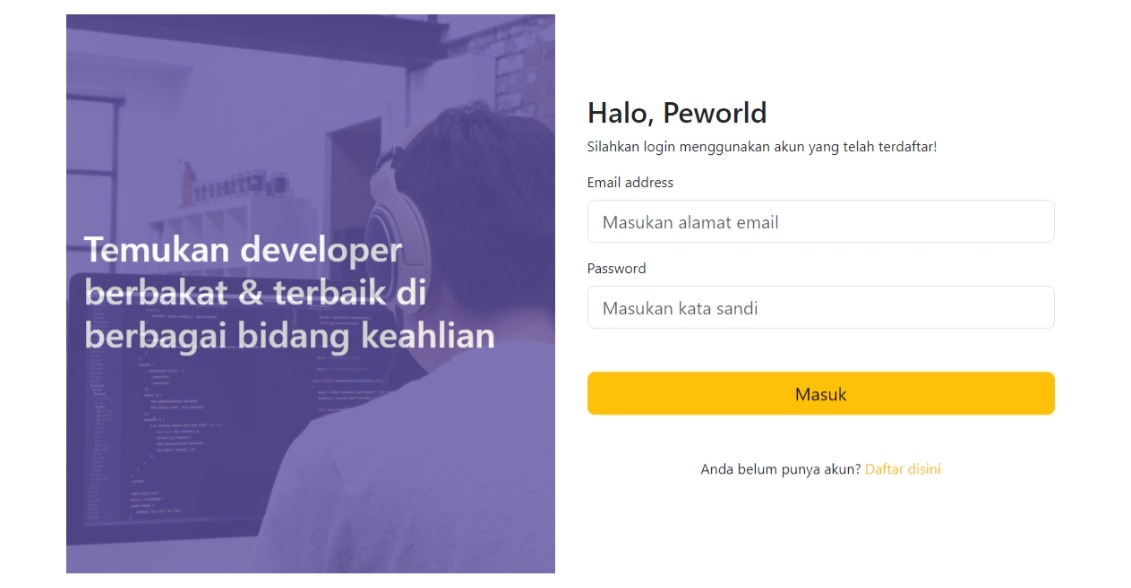 Temukan developer
berbakat & terbaik di
berbagai bidang keahlian
Halo, Peworld
Silahkan login menggunakan akun yang telah terdaftar!
Email address
Masukan alamat email
Password
Masukan kata sandi
Masuk
Anda belum punya akun? Daftar disini